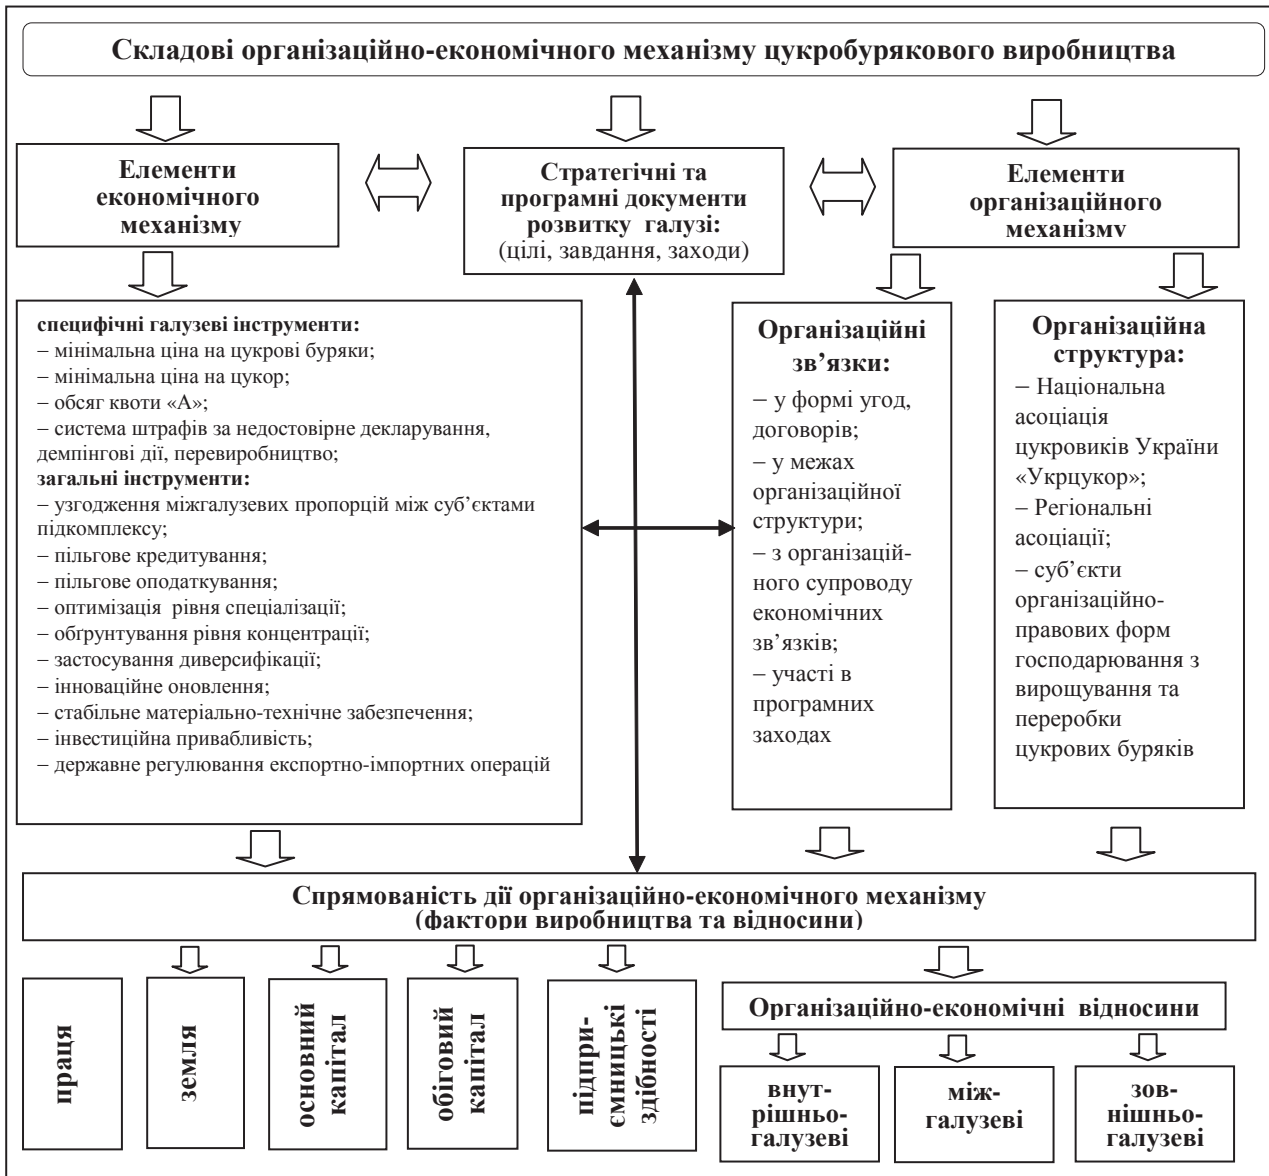 Складові організаційно-економічного механізму цукробурякового виробництва
Елементи
економічного
механізму
Стратегічні та
програмні документи
розвитку галузі:
(цілі, завдання, заходи)
Елементи
організаційного
механізму
специфічні галузеві інструменти:
– мінімальна ціна на цукрові буряки;
– мінімальна ціна на цукор;
– обсяг квоти «А»;
– система штрафів за недостовірне декларування,
демпінгові дії, перевиробництво;
загальні інструменти:
– узгодження міжгалузевих пропорцій між суб’єктами
підкомплексу;
– пільгове кредитування;
– пільгове оподаткування;
– оптимізація рівня спеціалізації;
– обґрунтування рівня концентрації;
– застосування диверсифікації;
– інноваційне оновлення;
– стабільне матеріально-технічне забезпечення;
– інвестиційна привабливість;
– державне регулювання експортно-імпортних операцій
Організаційні
зв’язки:
– у формі угод,
договорів;
– у межах
організаційної
структури;
– з організацій-
ного супроводу
економічних
зв’язків;
– участі в
програмних
заходах
Організаційна
структура:
– Національна
асоціація
цукровиків України
«Укрцукор»;
– Регіональні
асоціації;
– суб’єкти
організаційно-
правових форм
господарювання з
вирощування та
переробки
цукрових буряків
Спрямованість дії організаційно-економічного механізму
(фактори виробництва та відносини)
праця
земля
основний
капітал
обіговий
капітал
підпри-
ємницькі
здібності
Організаційно-економічні відносини
внут-
рішньо-
галузеві
між-
галузеві
зов-
нішньо-
галузеві